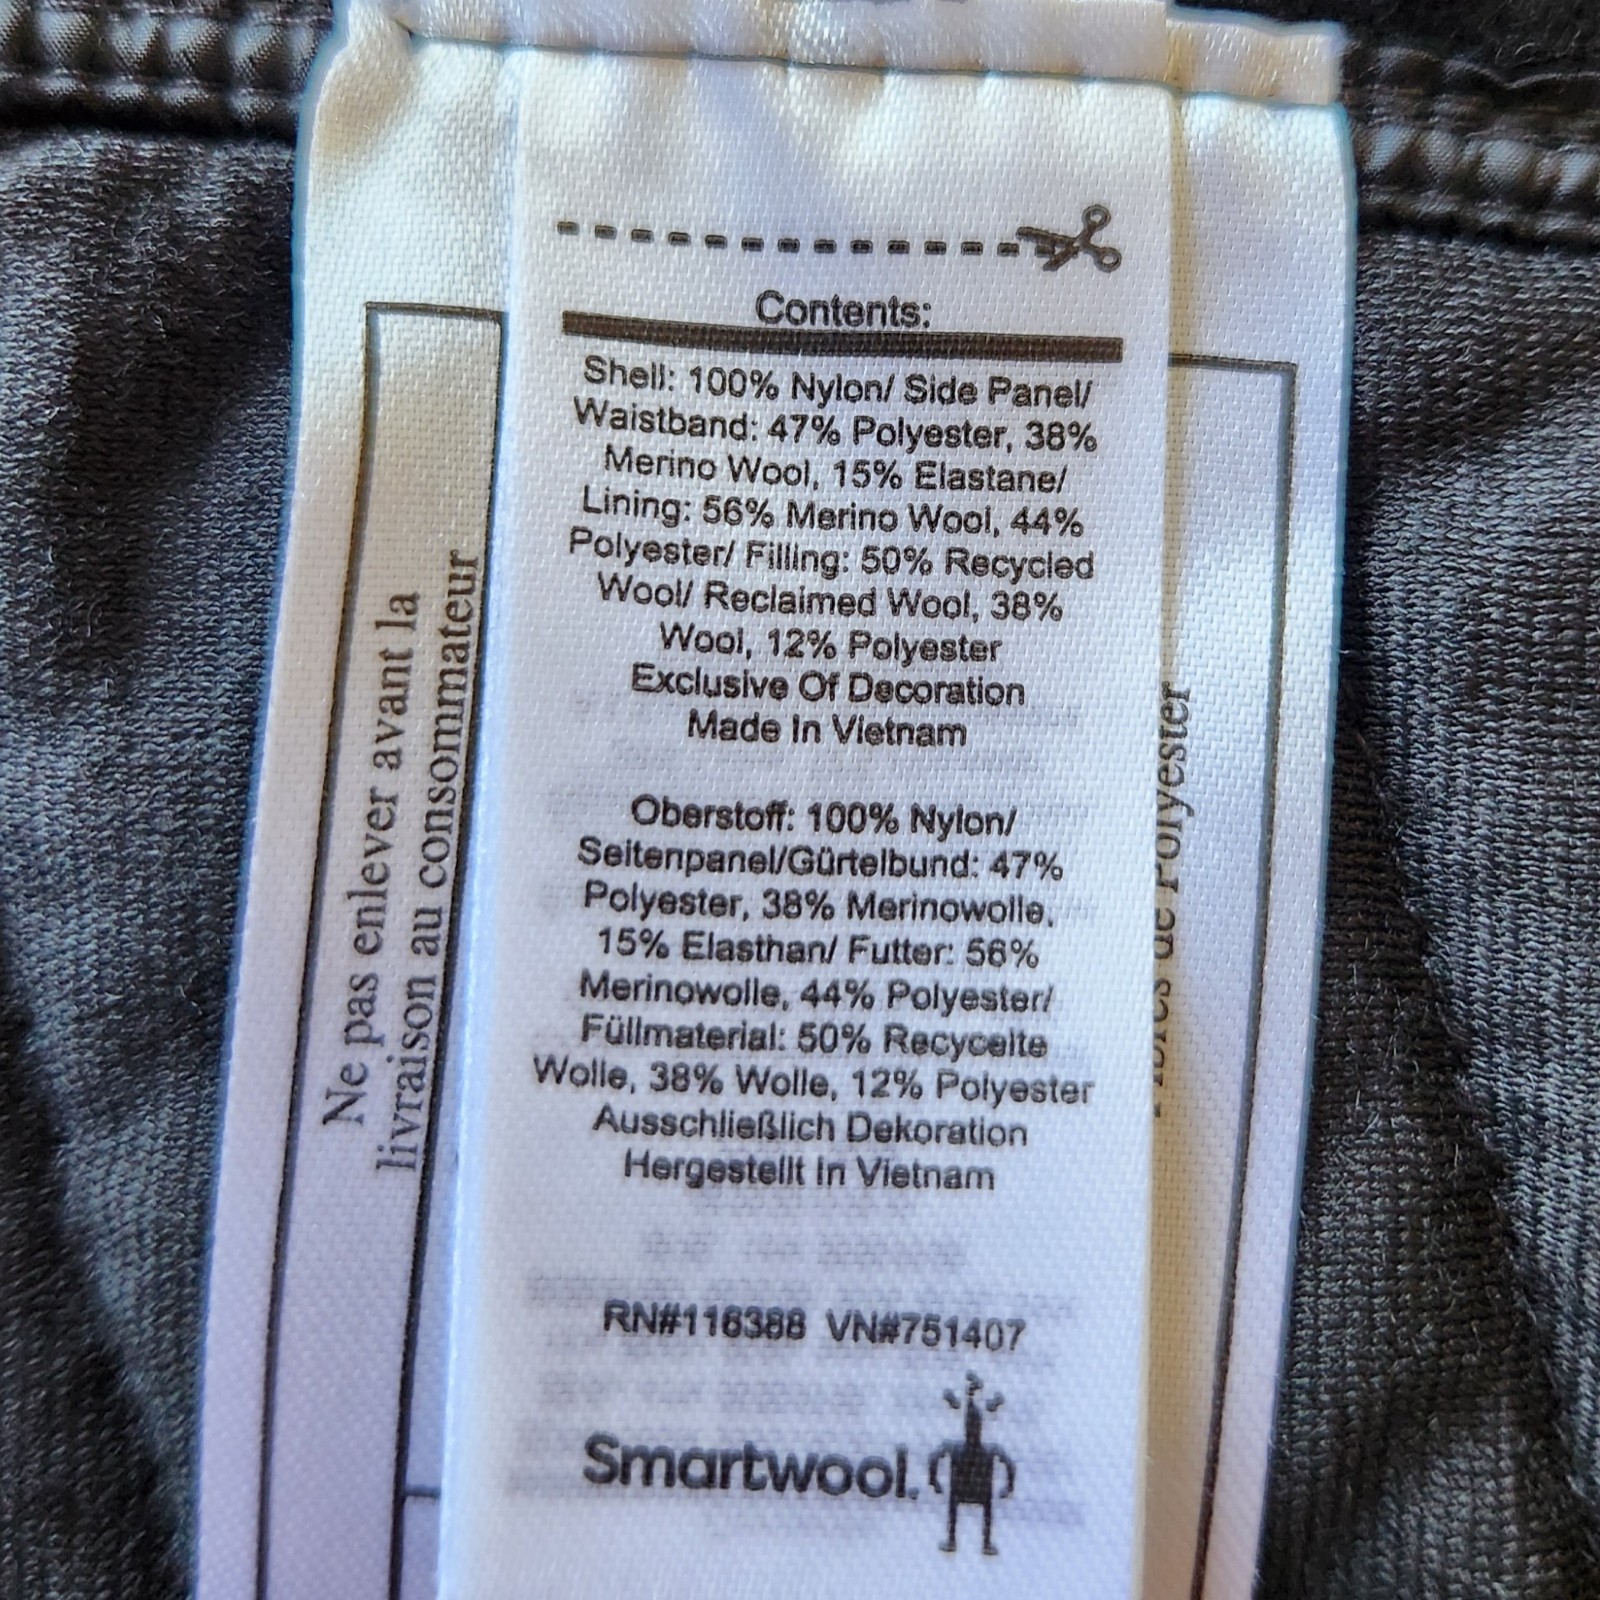 Contents:
Shell: 100% Nylon/ Side Panel/
Waistband: 47% Polyester, 38%
Merino Wool, 15% Elastane/
Lining: 56% Merino Wool, 44%
Polyester/ Filling: 50% Recycled
Wool/ Reclaimed Wool, 38%
Wool, 12% Polyester
Exclusive Of Decoration
Made In Vietnam
Oberstoff: 100% Nylon/
Seitenpanel/Gürtelbund: 47%
Polyester, 38% Merinowolle,
15% Elasthan/ Futter: 56%
Merinowolle, 44% Polyester/
Füllmaterial: 50% Recycelte
Wolle, 38% Wolle, 12% Polyester
Ausschließlich Dekoration
Hergestellt In Vietnam
RN#116388 VN#751407
Smartwool.
Ne pas enlever avant la
livraison au consommateur
de Polyester